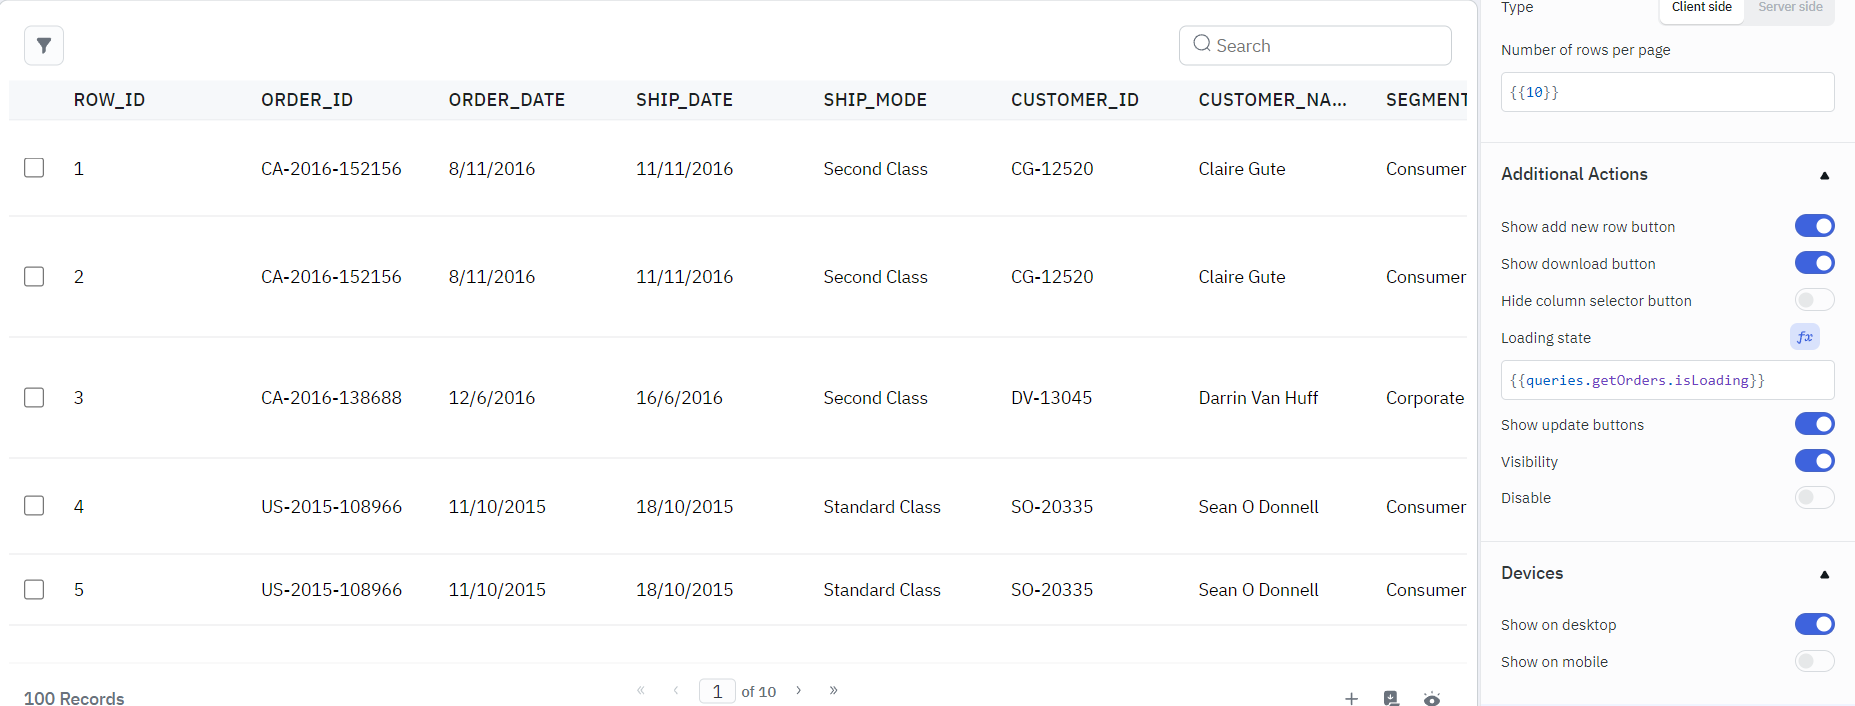 Search
ROW_ID ORDER_ID ORDER_DATE SHIP_DATE SHIP_MODE CUSTOMER_ID CUSTOMER_NA... SEGMENT
1 CA-2016-152156 8/11/2016 11/11/2016 Second Class CG-12520 Claire Gute Consumer
2 CA-2016-152156 8/11/2016 11/11/2016 Second Class CG-12520 Claire Gute Consumer
3 CA-2016-138688 12/6/2016 16/6/2016 Second Class DV-13045 Darrin Van Huff Corporate
4 US-2015-108966 11/10/2015 18/10/2015 Standard Class SO-20335 Sean O Donnell Consumer
5 US-2015-108966 11/10/2015 18/10/2015 Standard Class SO-20335 Sean O Donnell Consumer
100 Records « ‹ 1 of 10 › » +
Type Client side Server side
Number of rows per page
{{10}}
Additional Actions
Show add new row button
Show download button
Hide column selector button
Loading state fx
{{queries.getOrders.isLoading}}
Show update buttons
Visibility
Disable
Devices
Show on desktop
Show on mobile